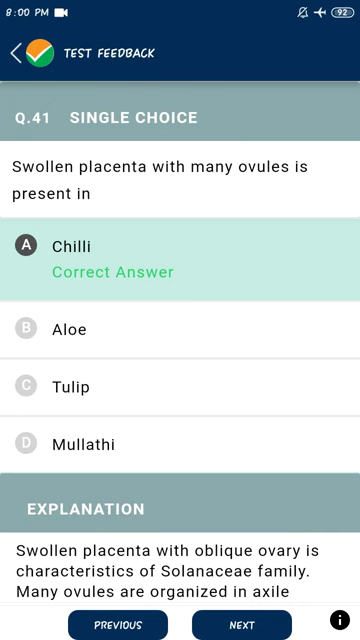 8:00 PM 92
TEST FEEDBACK
Q.41 SINGLE CHOICE
Swollen placenta with many ovules is
present in
A Chilli
Correct Answer
B Aloe
C Tulip
D Mullathi
EXPLANATION
Swollen placenta with oblique ovary is
characteristics of Solanaceae family.
Many ovules are organized in axile
PREVIOUS NEXT